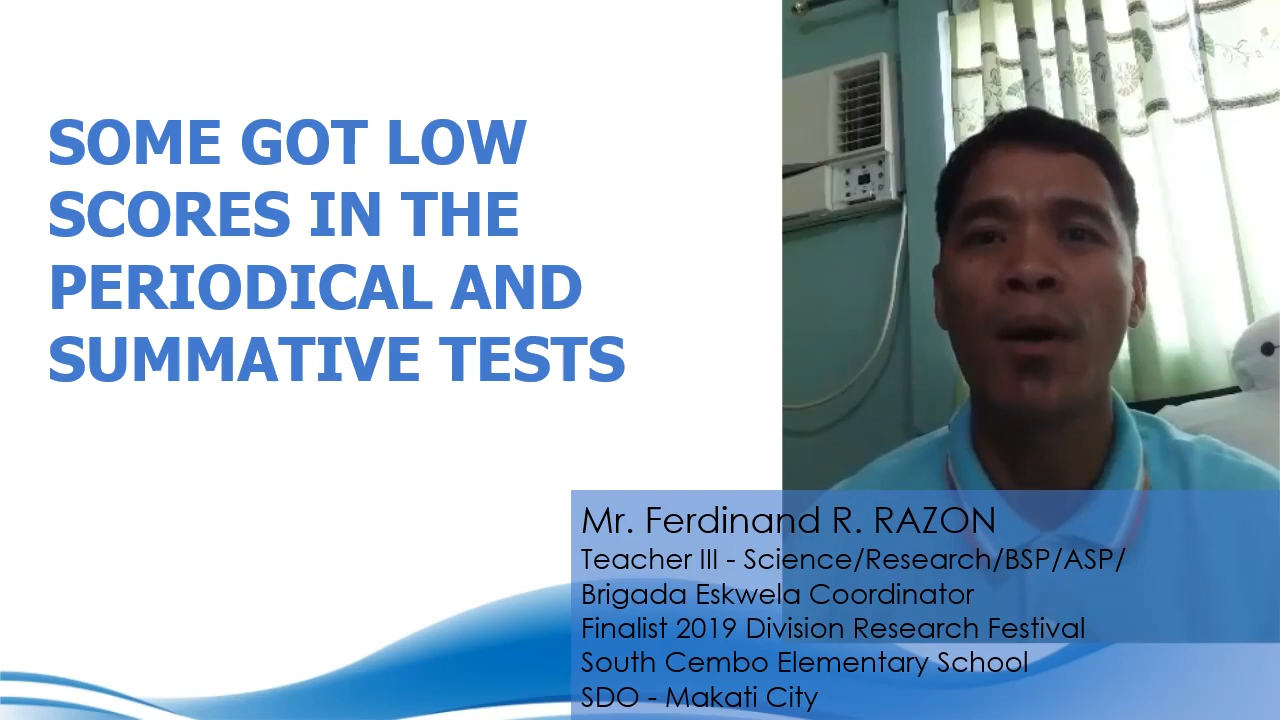 SOME GOT LOW
SCORES IN THE
PERIODICAL AND
SUMMATIVE TESTS
Mr. Ferdinand R. RAZON
Teacher III - Science/Research/BSP/ASP/
Brigada Eskwela Coordinator
Finalist 2019 Division Research Festival
South Cembo Elementary School
SDO - Makati City